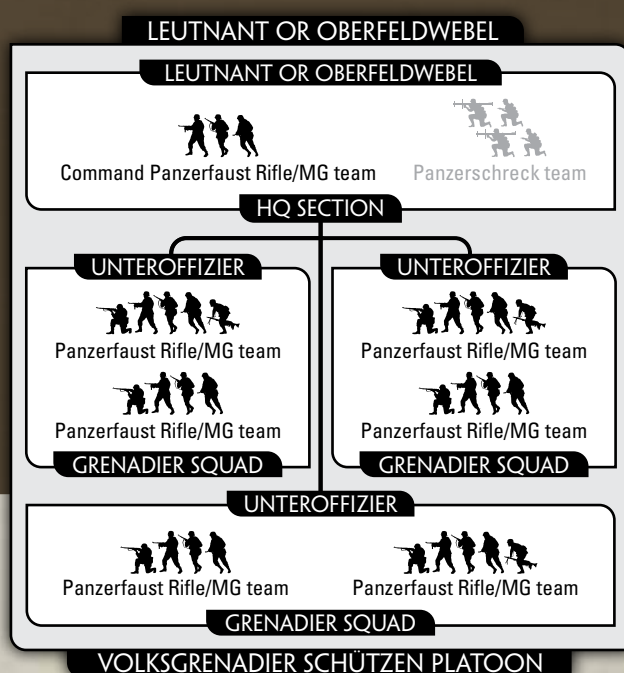 LEUTNANT OR OBERFELDWEBEL
LEUTNANT OR OBERFELDWEBEL
Command Panzerfaust Rifle/MG team Panzerschreck team
HQ SECTION
UNTEROFFIZIER UNTEROFFIZIER
Panzerfaust Rifle/MG team Panzerfaust Rifle/MG team
Panzerfaust Rifle/MG team Panzerfaust Rifle/MG team
GRENADIER SQUAD GRENADIER SQUAD
UNTEROFFIZIER
Panzerfaust Rifle/MG team Panzerfaust Rifle/MG team
GRENADIER SQUAD
VOLKSGRENADIER SCHÜTZEN PLATOON